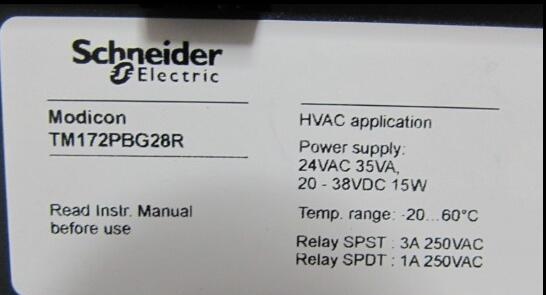 Schneider
Electric
Modicon
TM172PBG28R
Read Instr. Manual
before use
HVAC application
Power supply:
24VAC 35VA,
20 - 38VDC 15W
Temp. range: -20...60°C
Relay SPST : 3A 250VAC
Relay SPDT : 1A 250VAC